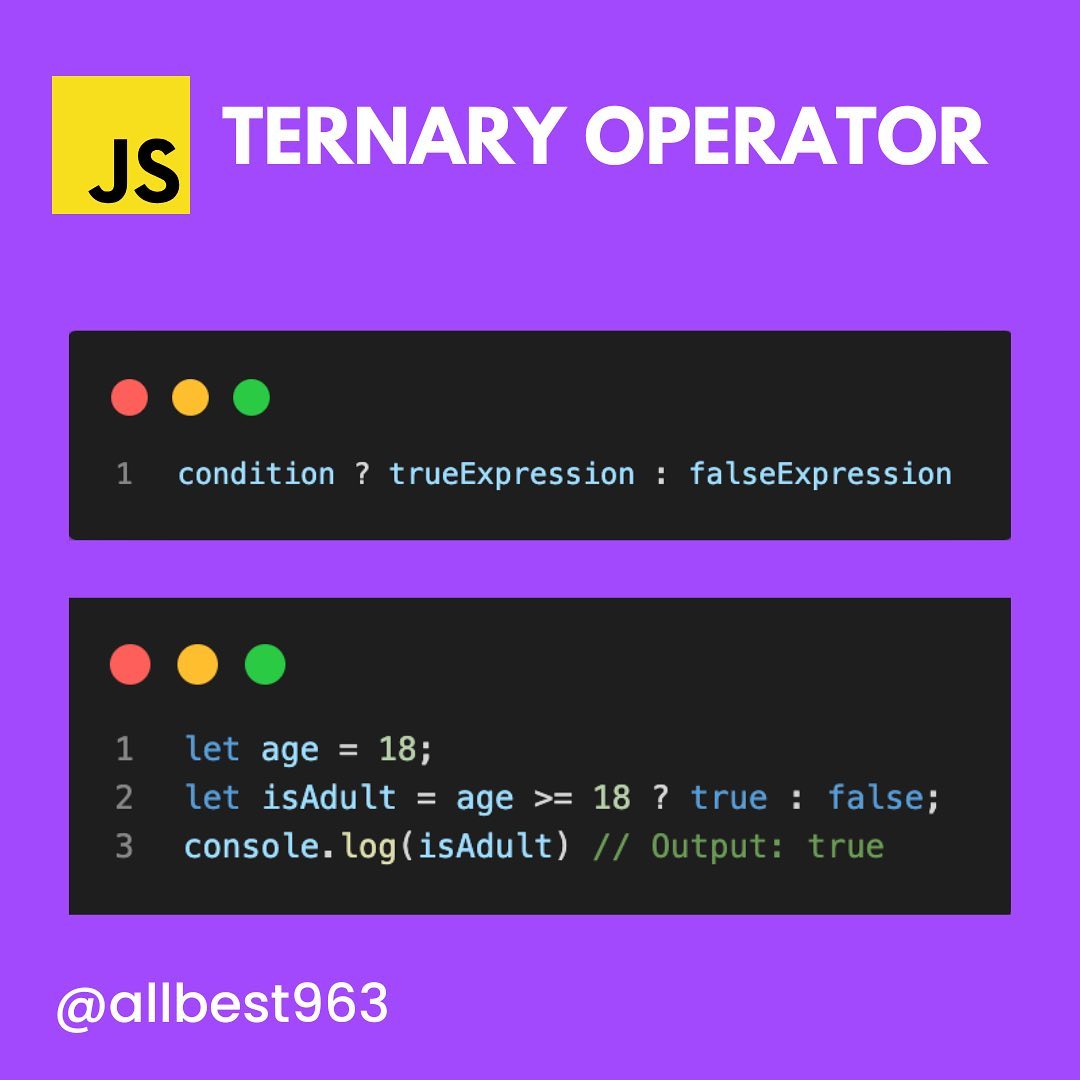 JS
TERNARY OPERATOR
1 condition ? trueExpression : falseExpression
1 let age = 18;
2 let isAdult = age >= 18 ? true : false;
3 console.log(isAdult) // Output: true
@allbest963